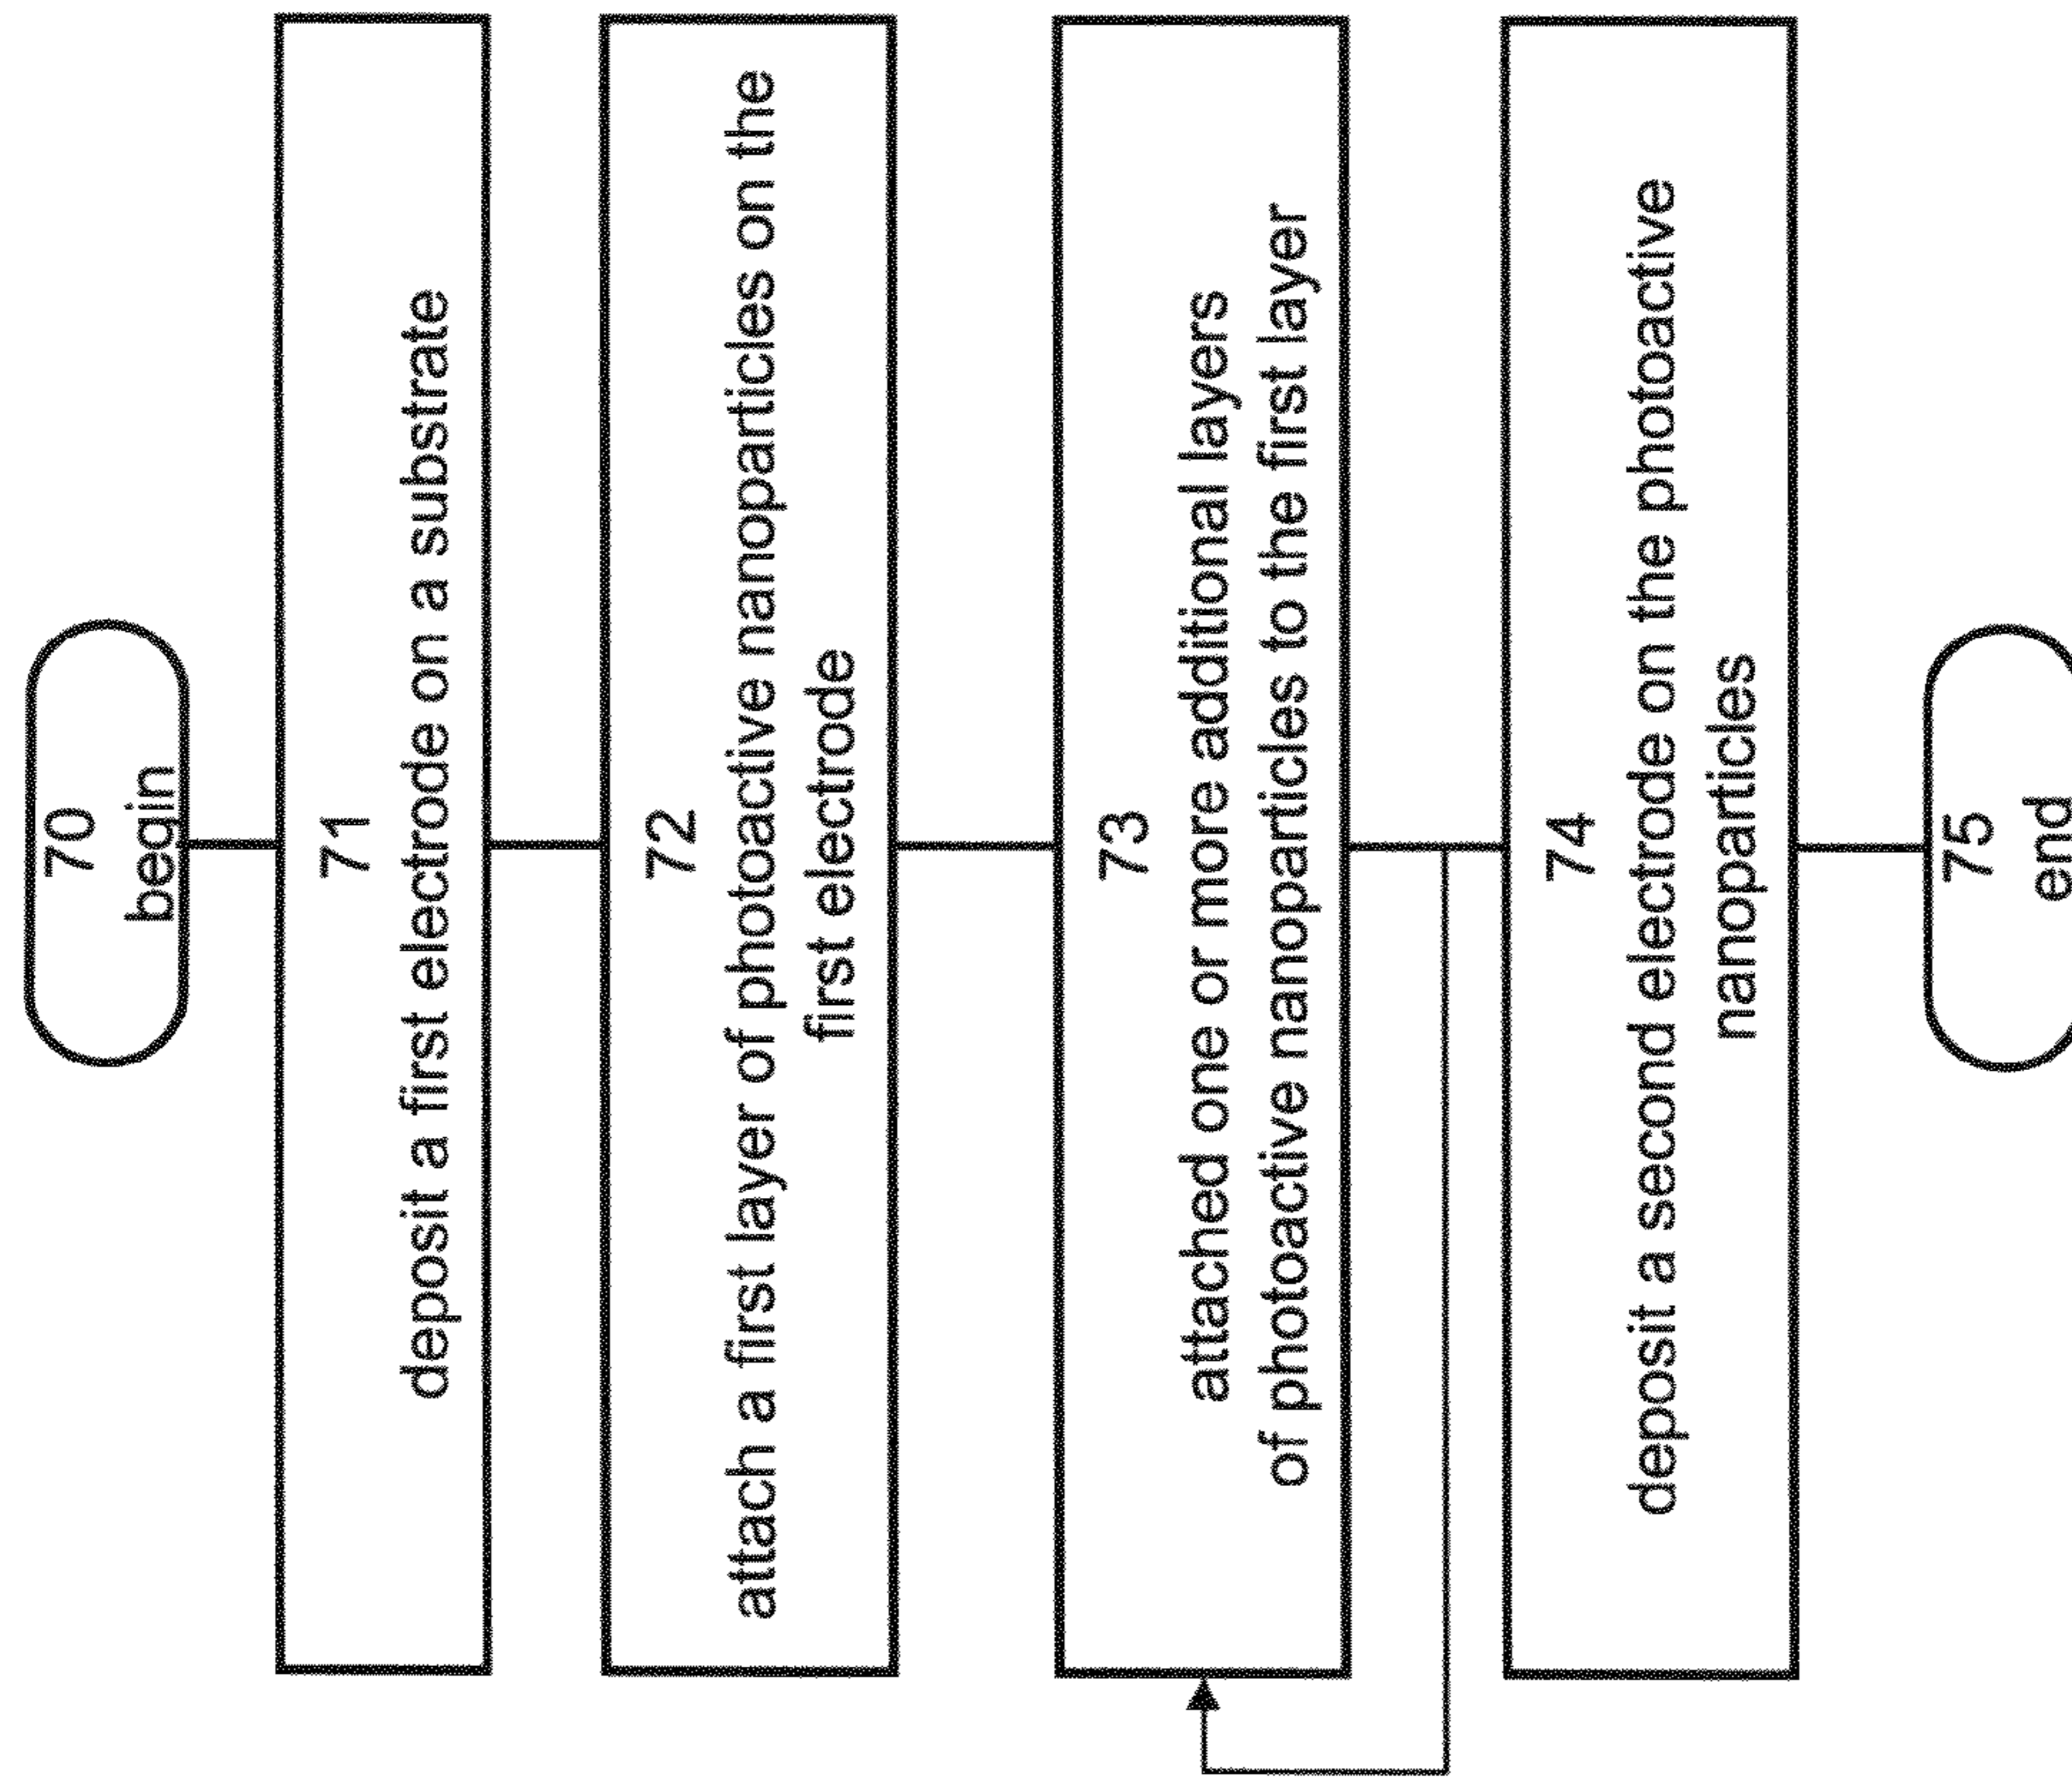 70
begin
71
deposit a first electrode on a substrate
72
attach a first layer of photoactive nanoparticles on the
first electrode
73
attached one or more additional layers
of photoactive nanoparticles to the first layer
74
deposit a second electrode on the photoactive
nanoparticles
75
end